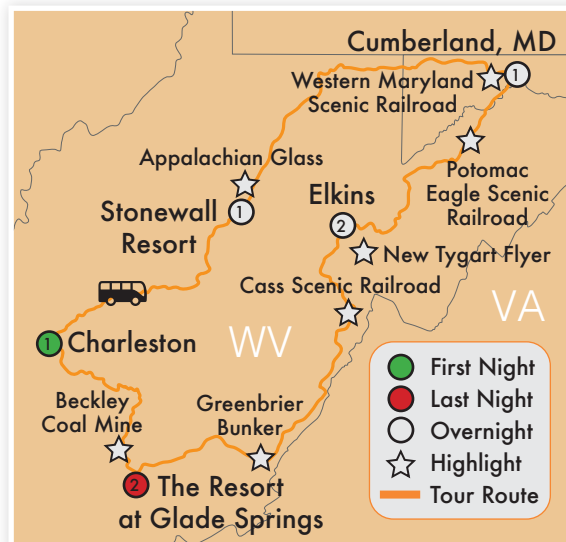 Cumberland, MD
1
Western Maryland
Scenic Railroad
Appalachian Glass
Potomac
Eagle Scenic
Railroad
Stonewall
Resort
1
Elkins
2
New Tygart Flyer
Cass Scenic Railroad
WV
VA
1
Charleston
Beckley
Coal Mine
Greenbrier
Bunker
2
The Resort
at Glade Springs
First Night
Last Night
Overnight
Highlight
Tour Route